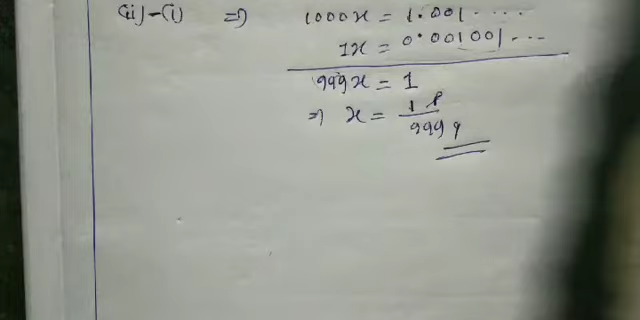 (ii)-(i) ⇒ 1000x = 1.001.....
1x = 0.001001...
999x = 1
⇒ x = 1/999